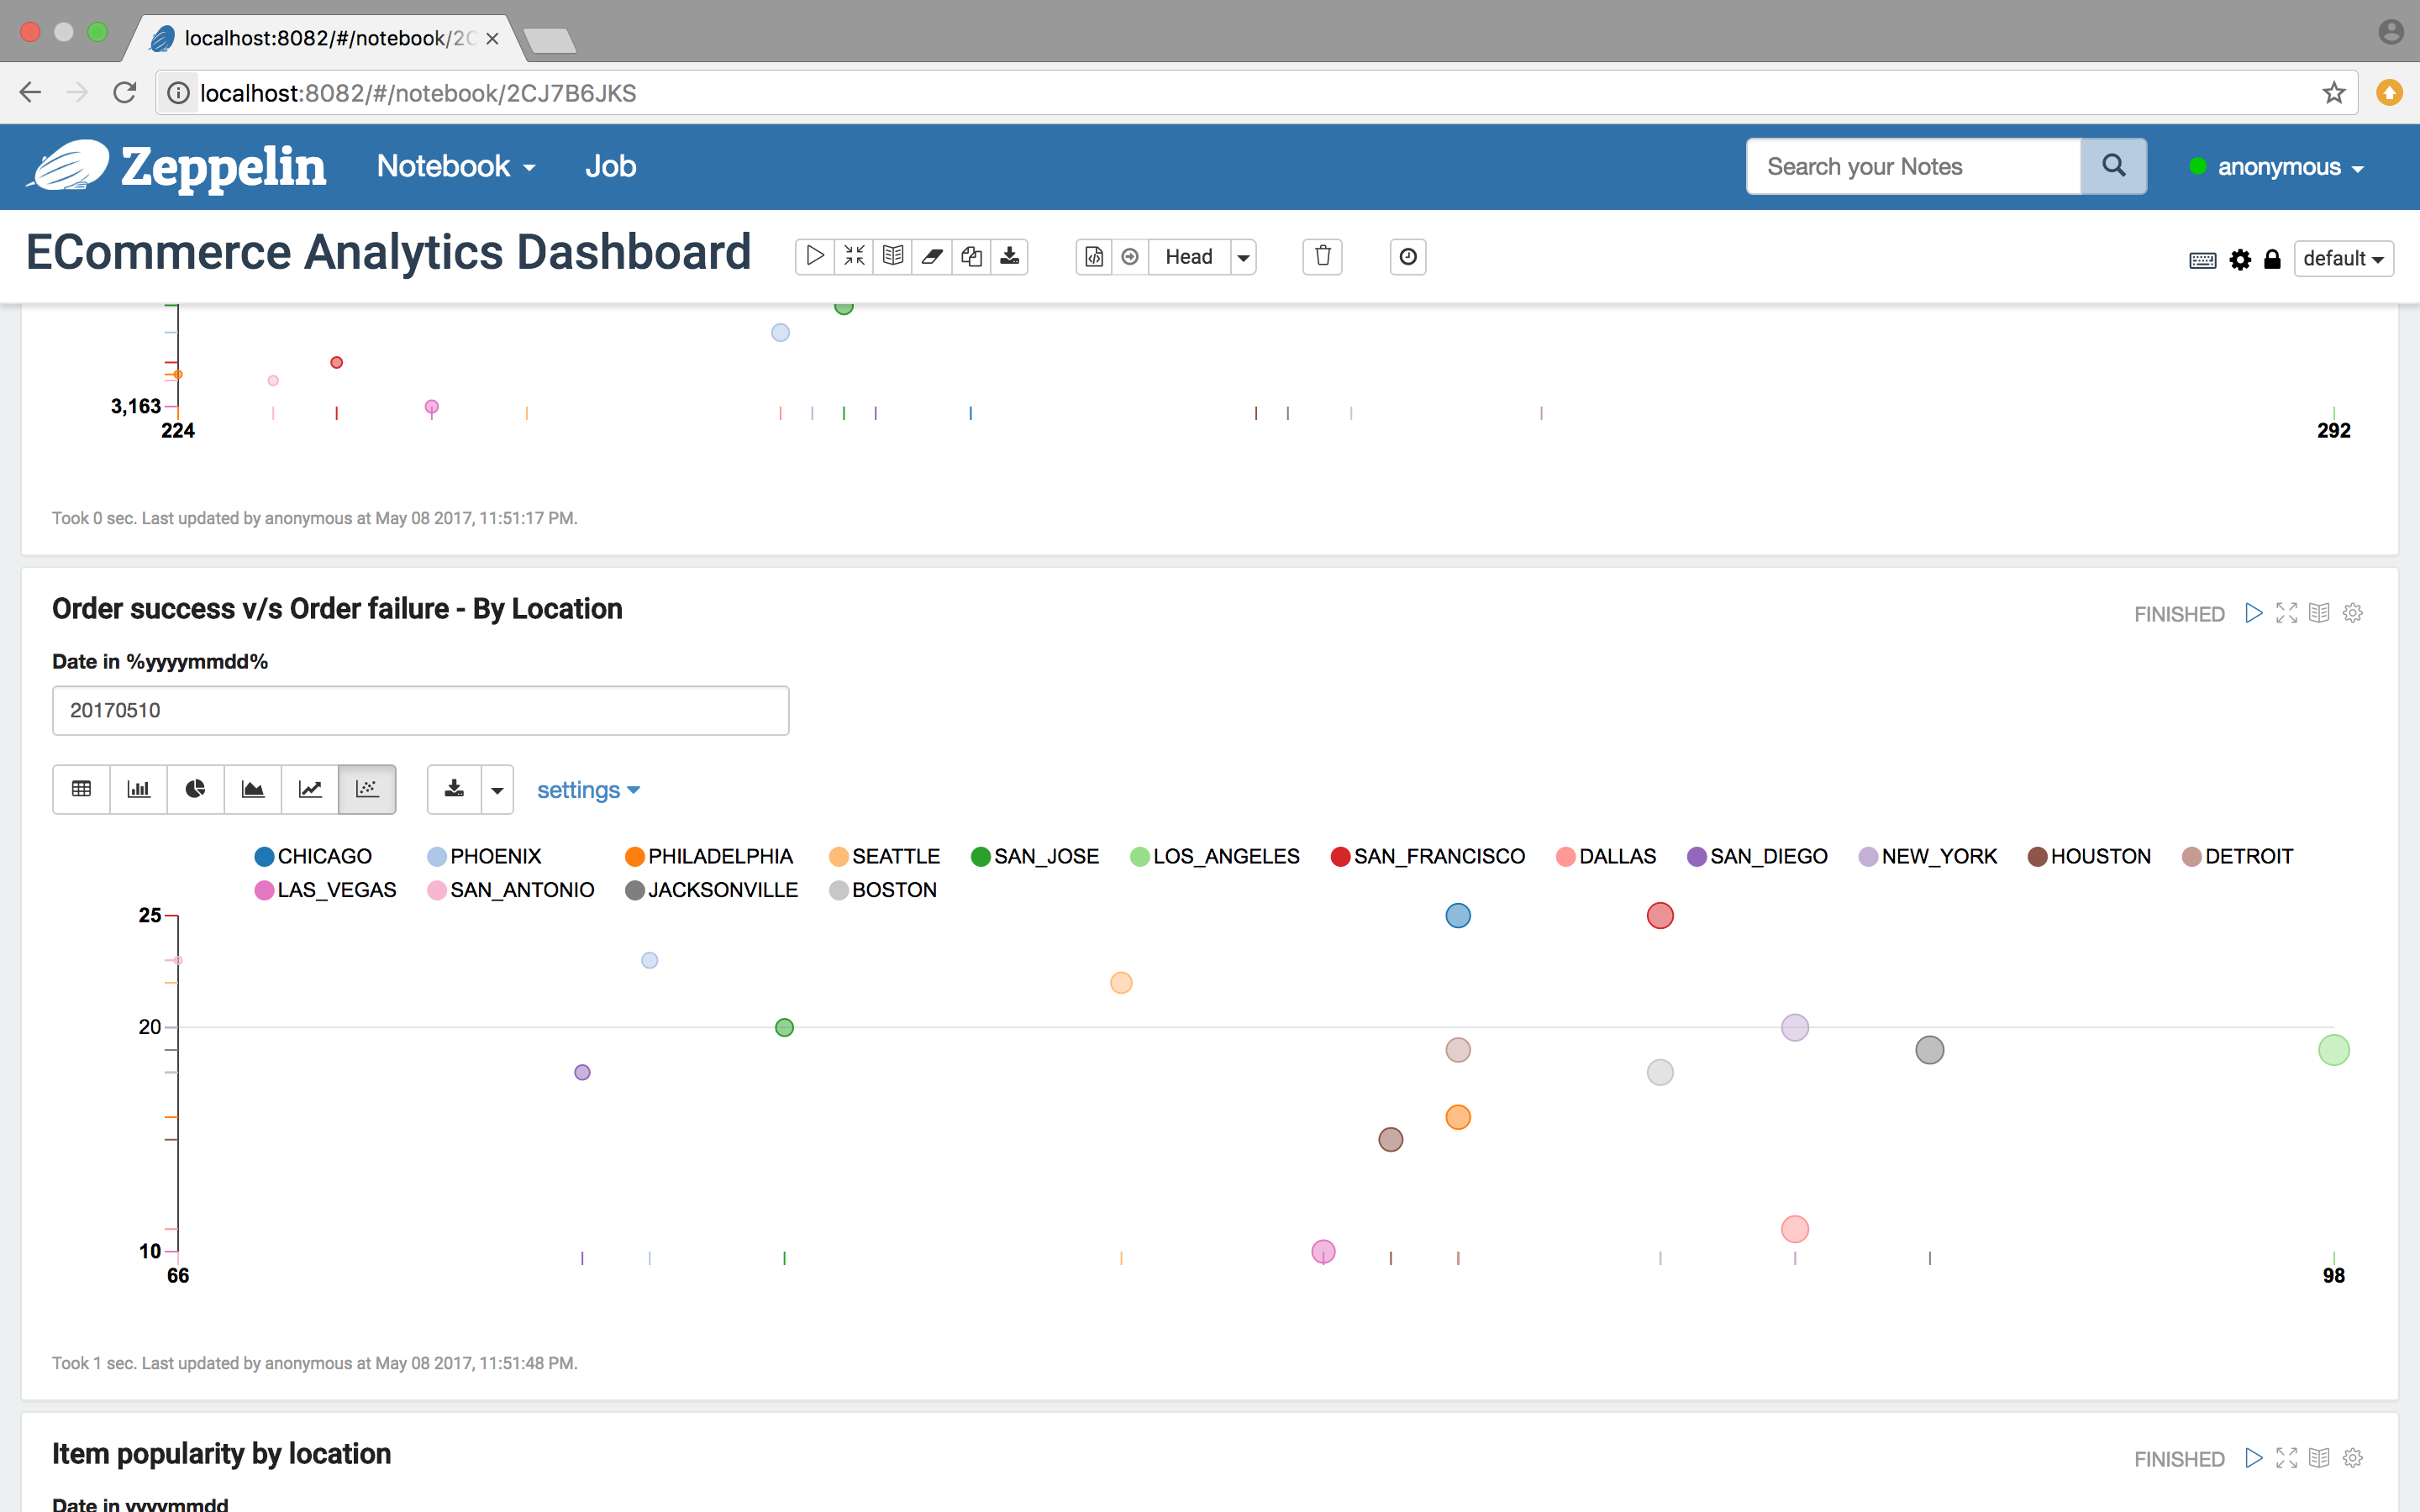 localhost:8082/#/notebook/2C
localhost:8082/#/notebook/2CJ7B6JKS
Zeppelin Notebook Job Search your Notes anonymous
ECommerce Analytics Dashboard Head default
3,163
224 292
Took 0 sec. Last updated by anonymous at May 08 2017, 11:51:17 PM.
Order success v/s Order failure - By Location FINISHED
Date in %yyyymmdd%
20170510
settings
CHICAGO PHOENIX PHILADELPHIA SEATTLE SAN_JOSE LOS_ANGELES SAN_FRANCISCO DALLAS SAN_DIEGO NEW_YORK HOUSTON DETROIT
LAS_VEGAS SAN_ANTONIO JACKSONVILLE BOSTON
25
20
10
66 98
Took 1 sec. Last updated by anonymous at May 08 2017, 11:51:48 PM.
Item popularity by location FINISHED
Date in yyyymmdd